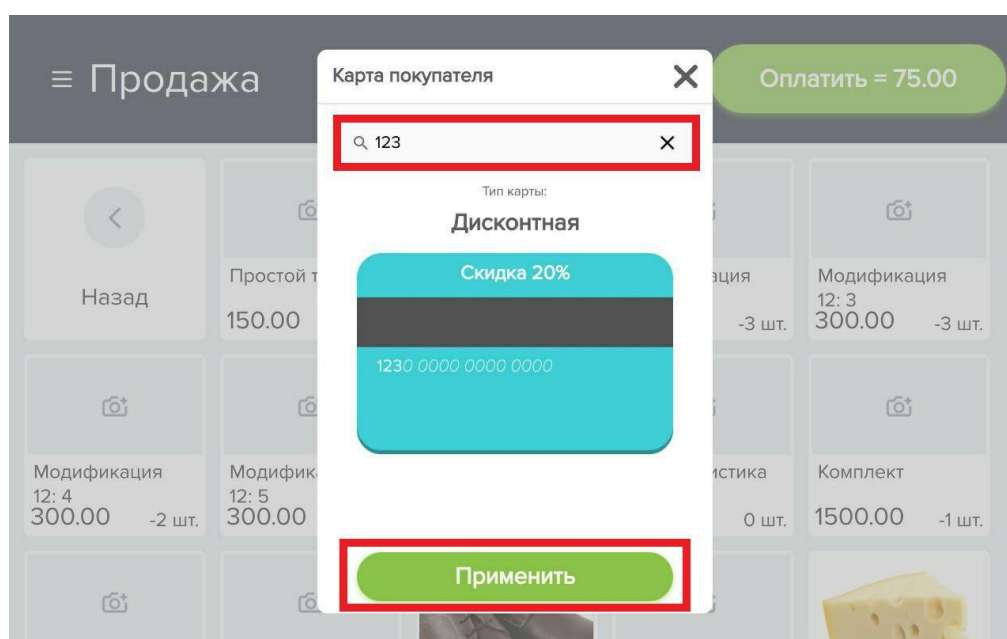 ≡ Продажа
Оплатить = 75.00
Карта покупателя
123
Тип карты:
Дисконтная
Скидка 20%
1230 0000 0000 0000
Применить
Назад
Простой
150.00
-3 шт.
Модификация
12: 3
300.00 -3 шт.
Модификация
12: 4
300.00 -2 шт.
12: 5
300.00
0 шт.
Комплект
1500.00 -1 шт.